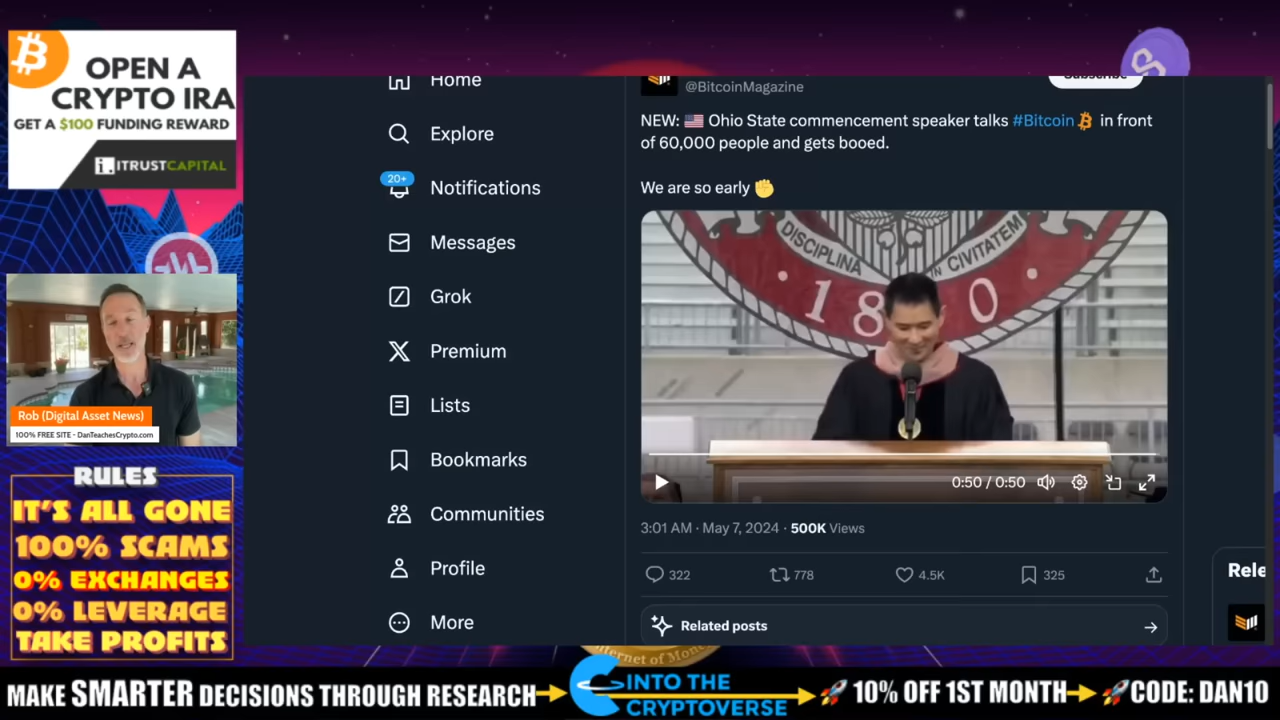 OPEN A
CRYPTO IRA
GET A $100 FUNDING REWARD
ITRUSTCAPITAL
Rob (Digital Asset News)
100% FREE SITE - DanTeachesCrypto.com
RULES
IT'S ALL GONE
100% SCAMS
0% EXCHANGES
0% LEVERAGE
TAKE PROFITS
Home
Explore
20+
Notifications
Messages
Grok
Premium
Lists
Bookmarks
Communities
Profile
More
@BitcoinMagazine
Subscribe
NEW: 🇺🇸 Ohio State commencement speaker talks #Bitcoin in front
of 60,000 people and gets booed.
We are so early ✊
DISCIPLINA IN CIVITATEM
18 0
0:50 / 0:50
3:01 AM · May 7, 2024 · 500K Views
322 778 4.5K 325
Related posts
Rele
MAKE SMARTER DECISIONS THROUGH RESEARCH
INTO THE
CRYPTOVERSE
🚀 10% OFF 1ST MONTH
🚀 CODE: DAN10